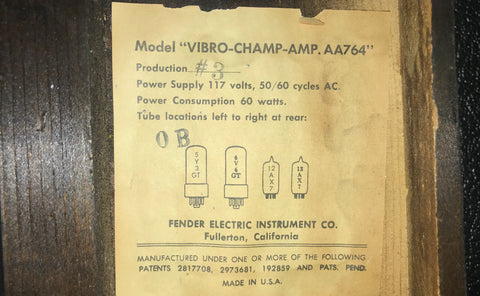 Model "VIBRO-CHAMP-AMP. AA764"
Production #3
Power Supply 117 volts, 50/60 cycles AC.
Power Consumption 60 watts.
Tube locations left to right at rear:
OB
5Y3GT 6V6GT 12AX7 12AX7
FENDER ELECTRIC INSTRUMENT CO.
Fullerton, California
MANUFACTURED UNDER ONE OR MORE OF THE FOLLOWING
PATENTS 2817708, 2973681, 192859 AND PATS. PEND.
MADE IN U.S.A.